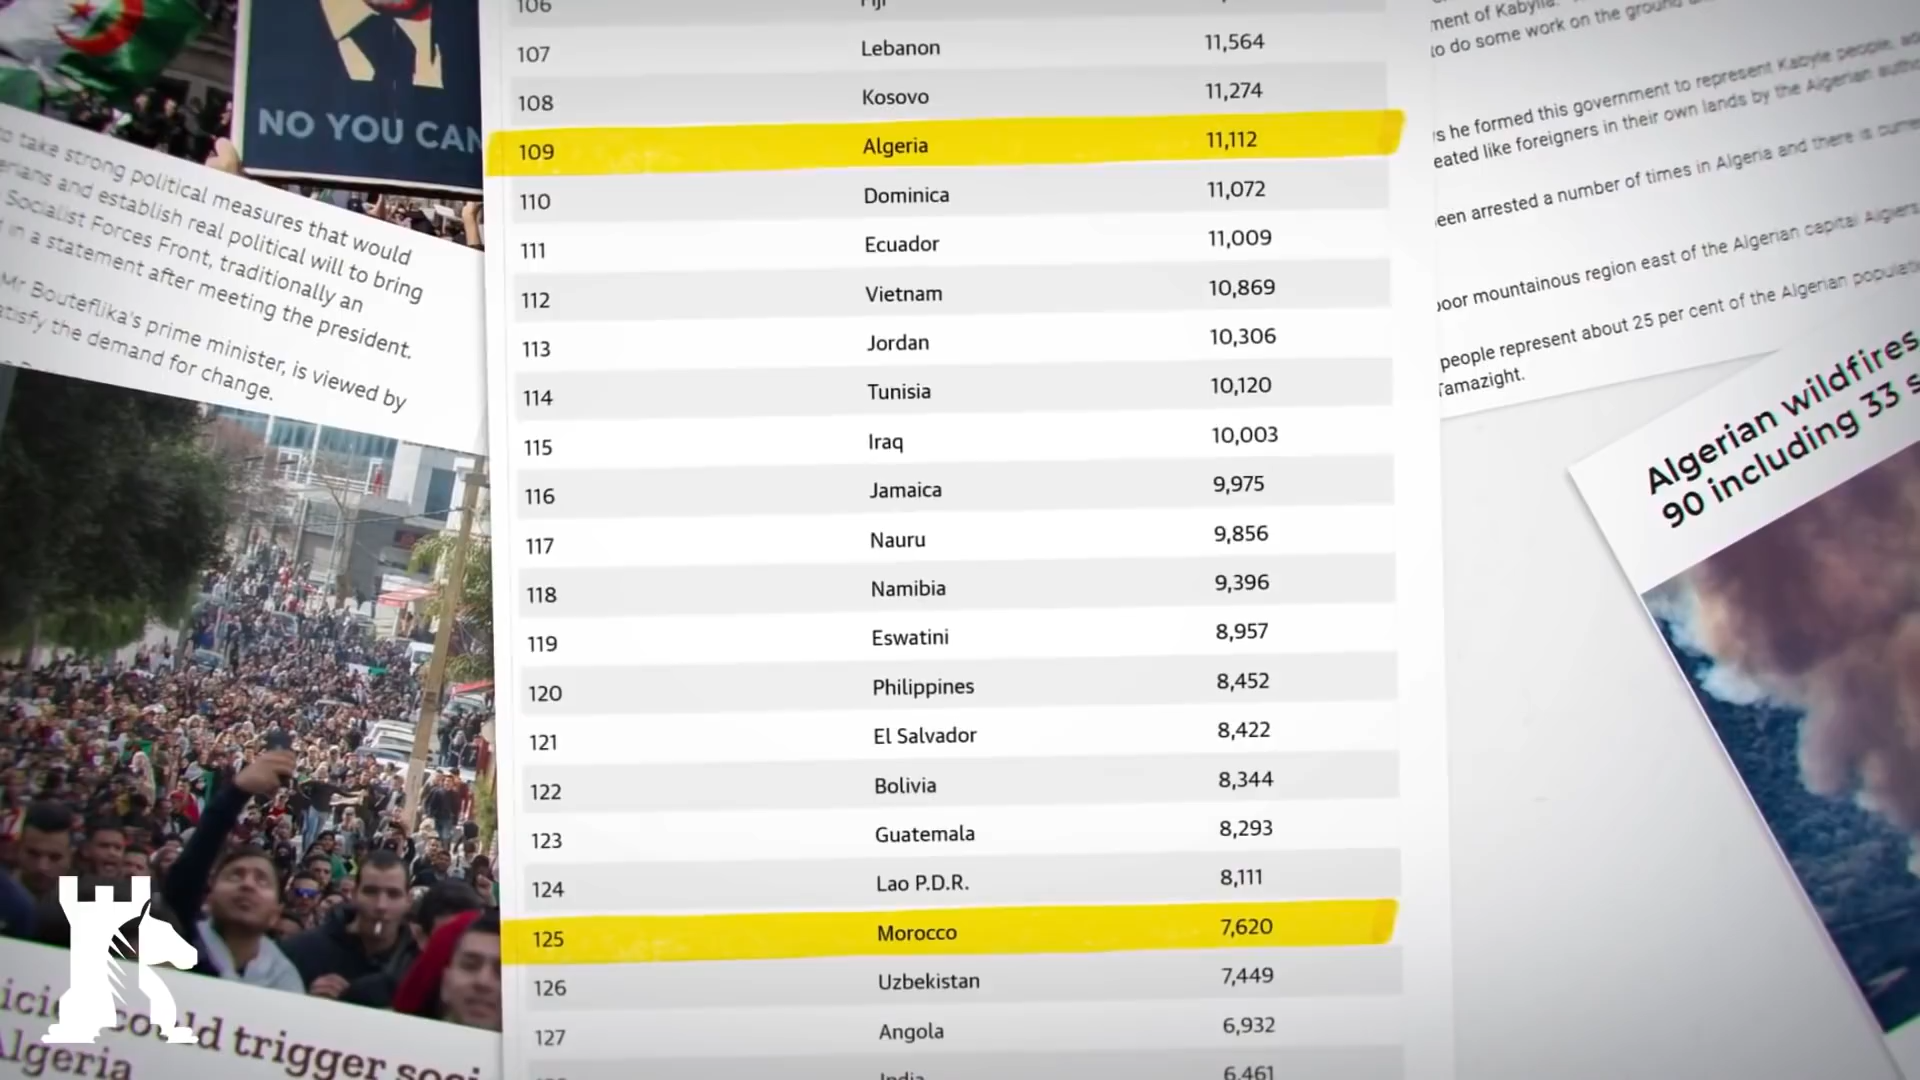 NO YOU CAN
to take strong political measures that would
erians and establish real political will to bring
Socialist Forces Front, traditionally an
in a statement after meeting the president.
Mr Bouteflika's prime minister, is viewed by
atisfy the demand for change.
could trigger soci
Algeria
106 Fiji
107 Lebanon 11,564
108 Kosovo 11,274
109 Algeria 11,112
110 Dominica 11,072
111 Ecuador 11,009
112 Vietnam 10,869
113 Jordan 10,306
114 Tunisia 10,120
115 Iraq 10,003
116 Jamaica 9,975
117 Nauru 9,856
118 Namibia 9,396
119 Eswatini 8,957
120 Philippines 8,452
121 El Salvador 8,422
122 Bolivia 8,344
123 Guatemala 8,293
124 Lao P.D.R. 8,111
125 Morocco 7,620
126 Uzbekistan 7,449
127 Angola 6,932
India 6,461
ment of Kabylia.
to do some work on the ground
s he formed this government to represent Kabyle people,
eated like foreigners in their own lands by the Algerian autho
een arrested a number of times in Algeria and there is curre
oor mountainous region east of the Algerian capital Algiers
people represent about 25 per cent of the Algerian populati
Tamazight.
Algerian wildfires
90 including 33 s